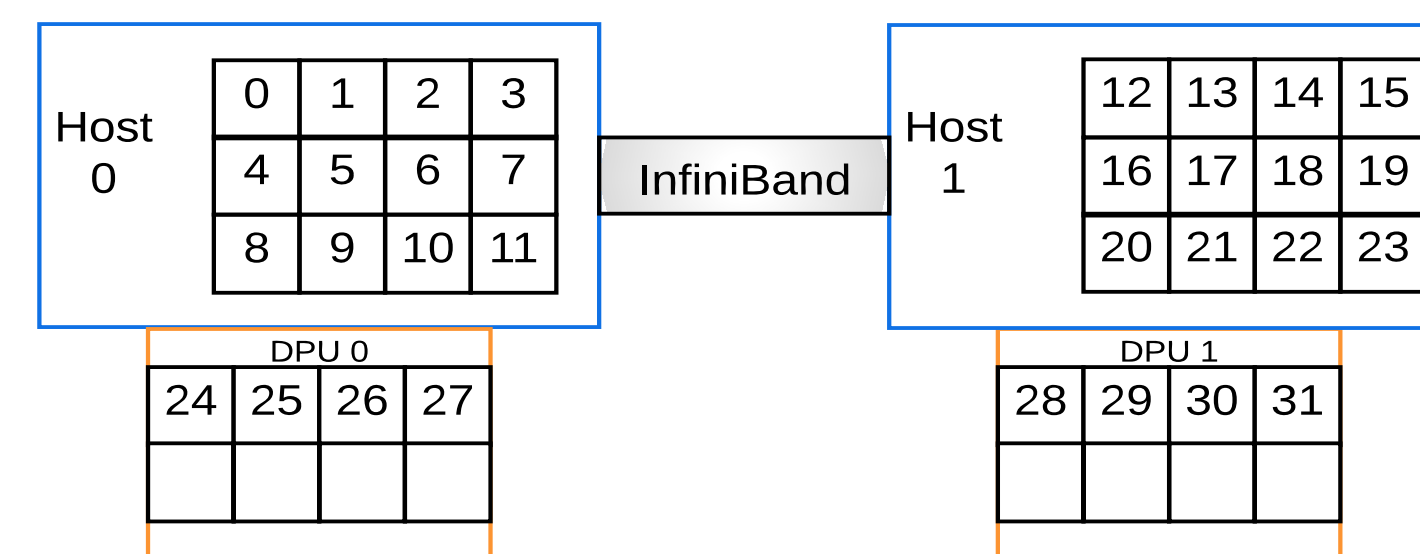 Host
0
0 1 2 3
4 5 6 7
8 9 10 11
InfiniBand
Host
1
12 13 14 15
16 17 18 19
20 21 22 23
DPU 0
24 25 26 27
DPU 1
28 29 30 31